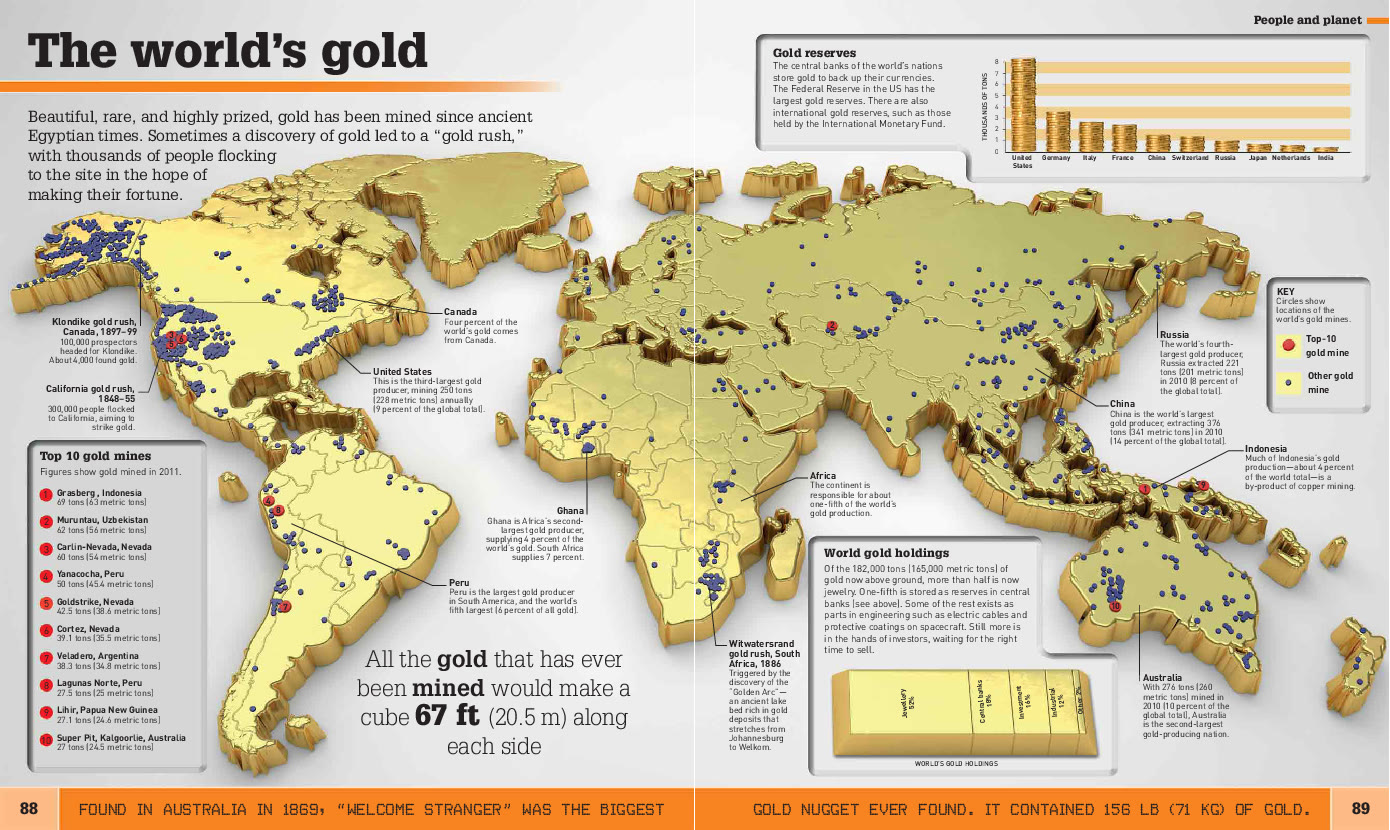 People and planet
The world's gold
Beautiful, rare, and highly prized, gold has been mined since ancient
Egyptian times. Sometimes a discovery of gold led to a “gold rush,”
with thousands of people flocking
to the site in the hope of
making their fortune.
Gold reserves
The central banks of the world's nations
store gold to back up their currencies.
The Federal Reserve in the US has the
largest gold reserves. There are also
international gold reserves, such as those
held by the International Monetary Fund.
THOUSANDS OF TONS
8
7
6
5
4
3
2
1
0
United States
Germany
Italy
France
China
Switzerland
Russia
Japan
Netherlands
India
KEY
Circles show
locations of the
world's gold mines.
Top-10
gold mine
Other gold
mine
Klondike gold rush,
Canada, 1897–99
100,000 prospectors
headed for Klondike.
About 4,000 found gold.
California gold rush,
1848–55
300,000 people flocked
to California, aiming to
strike gold.
Canada
Four percent of the
world's gold comes
from Canada.
United States
This is the third-largest gold
producer, mining 250 tons
(228 metric tons) annually
(9 percent of the global total).
Russia
The world's fourth-
largest gold producer,
Russia extracted 221
tons (201 metric tons)
in 2010 (8 percent of
the global total).
China
China is the world's largest
gold producer, extracting 376
tons (341 metric tons) in 2010
(14 percent of the global total).
Indonesia
Much of Indonesia's gold
production—about 4 percent
of the world total—is a
by-product of copper mining.
Africa
The continent is
responsible for about
one-fifth of the world's
gold production.
Ghana
Ghana is Africa's second-
largest gold producer,
supplying 4 percent of the
world's gold. South Africa
supplies 7 percent.
Peru
Peru is the largest gold producer
in South America, and the world's
fifth largest (6 percent of all gold).
Witwatersrand
gold rush, South
Africa, 1886
Triggered by the
discovery of the
“Golden Arc”—
an ancient lake
bed rich in gold
deposits that
stretches from
Johannesburg
to Welkom.
Australia
With 276 tons (260
metric tons) mined in
2010 (10 percent of the
global total), Australia
is the second-largest
gold-producing nation.
Top 10 gold mines
Figures show gold mined in 2011.
1 Grasberg, Indonesia
69 tons (63 metric tons)
2 Muruntau, Uzbekistan
62 tons (56 metric tons)
3 Carlin-Nevada, Nevada
60 tons (54 metric tons)
4 Yanacocha, Peru
50 tons (45.4 metric tons)
5 Goldstrike, Nevada
42.5 tons (38.6 metric tons)
6 Cortez, Nevada
39.1 tons (35.5 metric tons)
7 Veladero, Argentina
38.3 tons (34.8 metric tons)
8 Lagunas Norte, Peru
27.5 tons (25 metric tons)
9 Lihir, Papua New Guinea
27.1 tons (24.6 metric tons)
10 Super Pit, Kalgoorlie, Australia
27 tons (24.5 metric tons)
2
4
8
7
1
10
All the gold that has ever
been mined would make a
cube 67 ft (20.5 m) along
each side
World gold holdings
Of the 182,000 tons (165,000 metric tons) of
gold now above ground, more than half is now
jewelry. One-fifth is stored as reserves in central
banks (see above). Some of the rest exists as
parts in engineering such as electric cables and
protective coatings on spacecraft. Still more is
in the hands of investors, waiting for the right
time to sell.
Jewellery
52%
Central banks
18%
Investment
16%
Industrial
12%
WORLD'S GOLD HOLDINGS
88
FOUND IN AUSTRALIA IN 1869, “WELCOME STRANGER” WAS THE BIGGEST
GOLD NUGGET EVER FOUND. IT CONTAINED 156 LB (71 KG) OF GOLD.
89